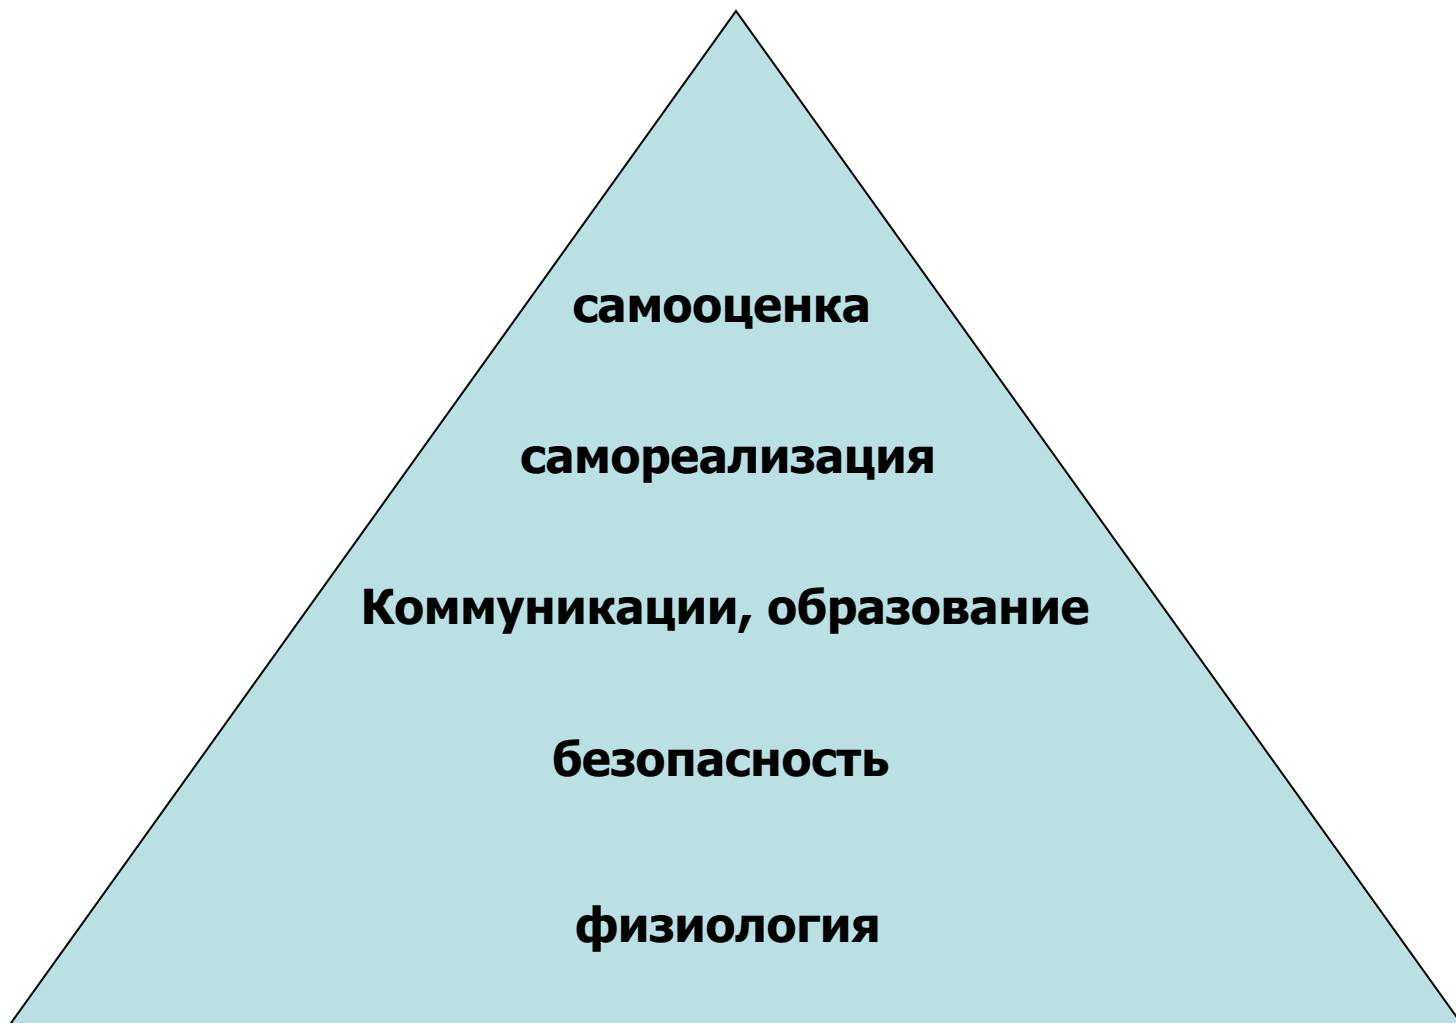 самооценка
самореализация
Коммуникации, образование
безопасность
физиология